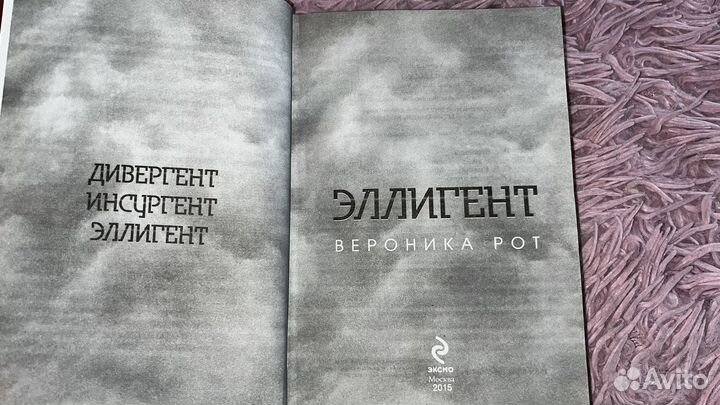 ДИВЕРГЕНТ
ИНСУРГЕНТ
ЭЛЛИГЕНТ
ЭЛЛИГЕНТ
ВЕРОНИКА РОТ
ЭКСМО
Москва
2015
Avito